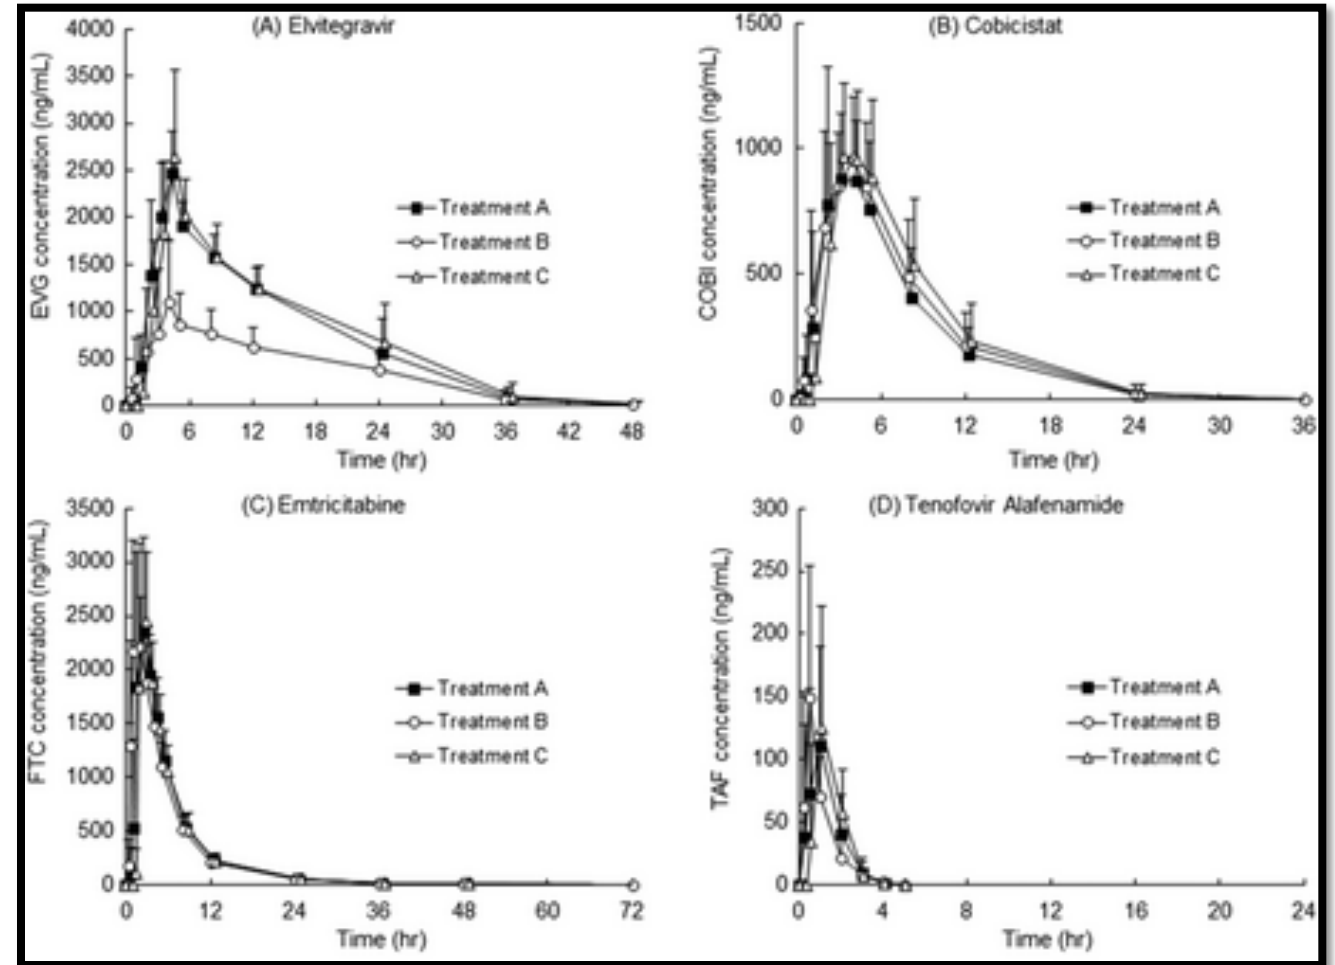 (A) Elvitegravir
EVG concentration (ng/mL)
4000
3500
3000
2500
2000
1500
1000
500
0
Treatment A
Treatment B
Treatment C
0 6 12 18 24 30 36 42 48
Time (hr)
(B) Cobicistat
COBI concentration (ng/mL)
1500
1000
500
0
Treatment A
Treatment B
Treatment C
0 6 12 18 24 30 36
Time (hr)
(C) Emtricitabine
FTC concentration (ng/mL)
3500
3000
2500
2000
1500
1000
500
0
Treatment A
Treatment B
Treatment C
0 12 24 36 48 60 72
Time (hr)
(D) Tenofovir Alafenamide
TAF concentration (ng/mL)
300
250
200
150
100
50
0
Treatment A
Treatment B
Treatment C
0 4 8 12 16 20 24
Time (hr)